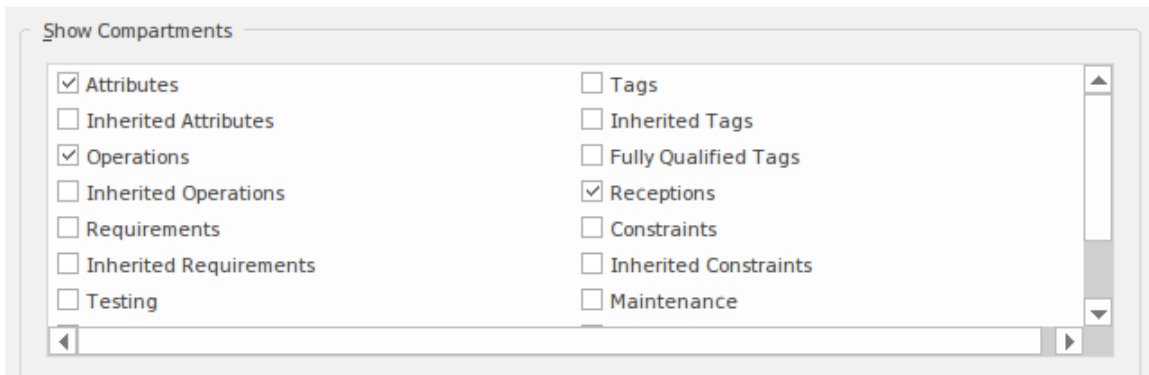 Show Compartments
Attributes
Tags
Inherited Attributes
Inherited Tags
Operations
Fully Qualified Tags
Inherited Operations
Receptions
Requirements
Constraints
Inherited Requirements
Inherited Constraints
Testing
Maintenance